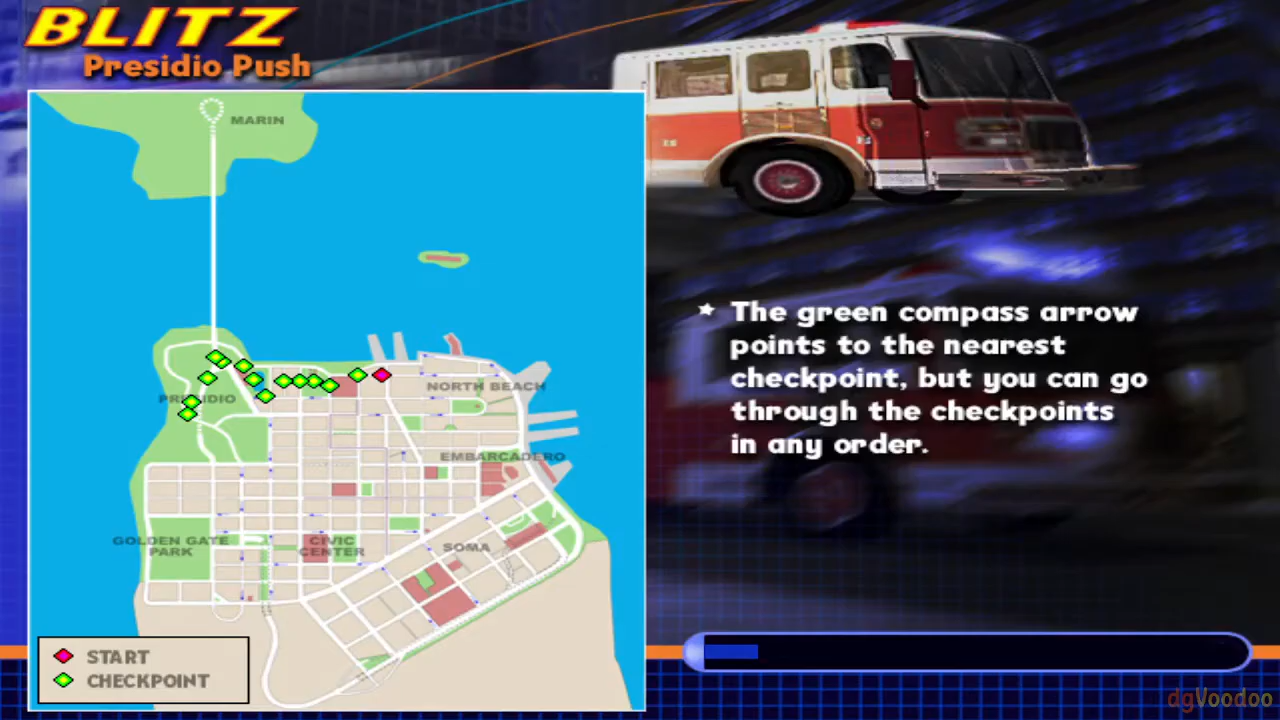 BLITZ
Presidio Push
MARIN
NORTH BEACH
PRESIDIO
EMBARCADERO
GOLDEN GATE
PARK
CIVIC
CENTER
SOMA
START
CHECKPOINT
The green compass arrow
points to the nearest
checkpoint, but you can go
through the checkpoints
in any order.
dgVoodoo